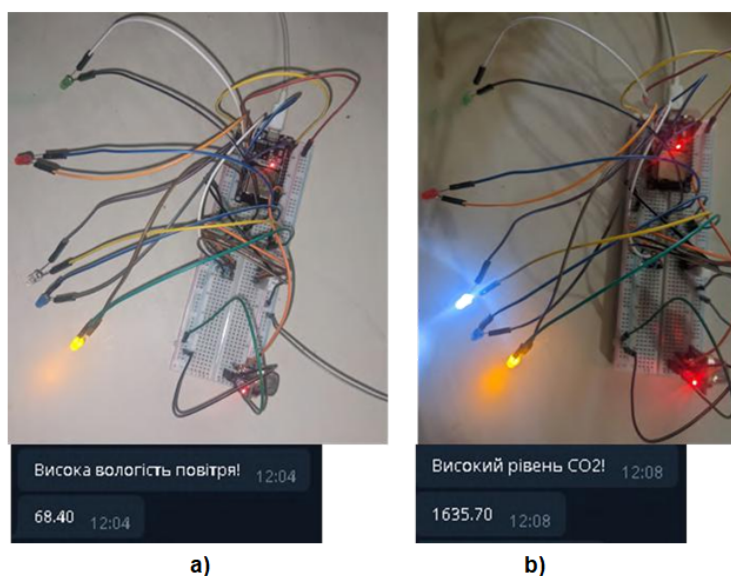 Висока вологість повітря! 12:04
68.40 12:04
Високий рівень CO2! 12:08
1635.70 12:08
a)
b)